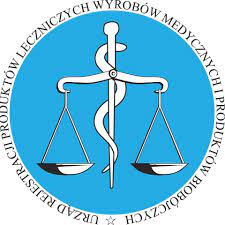 URZĄD REJESTRACJI PRODUKTÓW LECZNICZYCH WYROBÓW MEDYCZNYCH I PRODUKTÓW BIOBÓJCZYCH